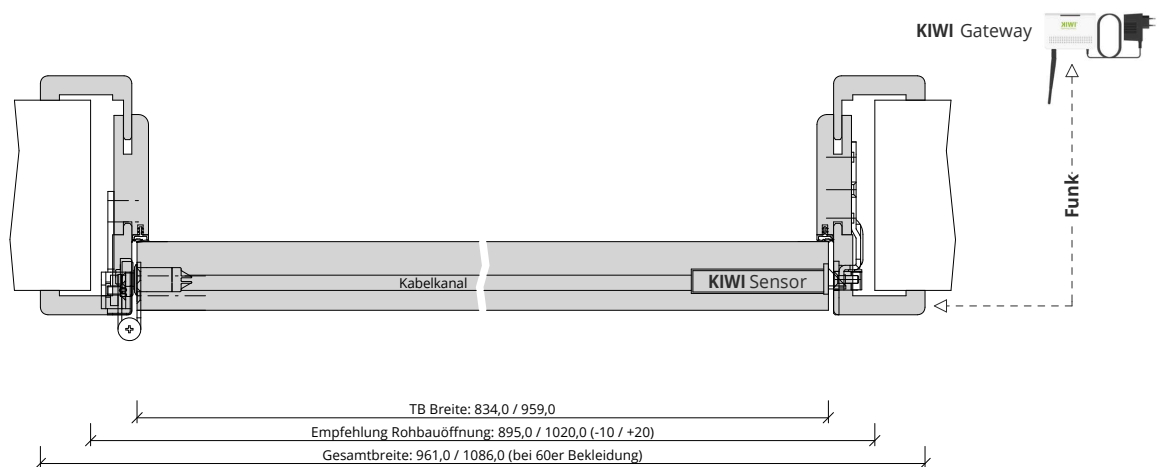 KIWI Gateway
KIWI
Funk
Kabelkanal
KIWI Sensor
TB Breite: 834,0 / 959,0
Empfehlung Rohbauöffnung: 895,0 / 1020,0 (-10 / +20)
Gesamtbreite: 961,0 / 1086,0 (bei 60er Bekleidung)